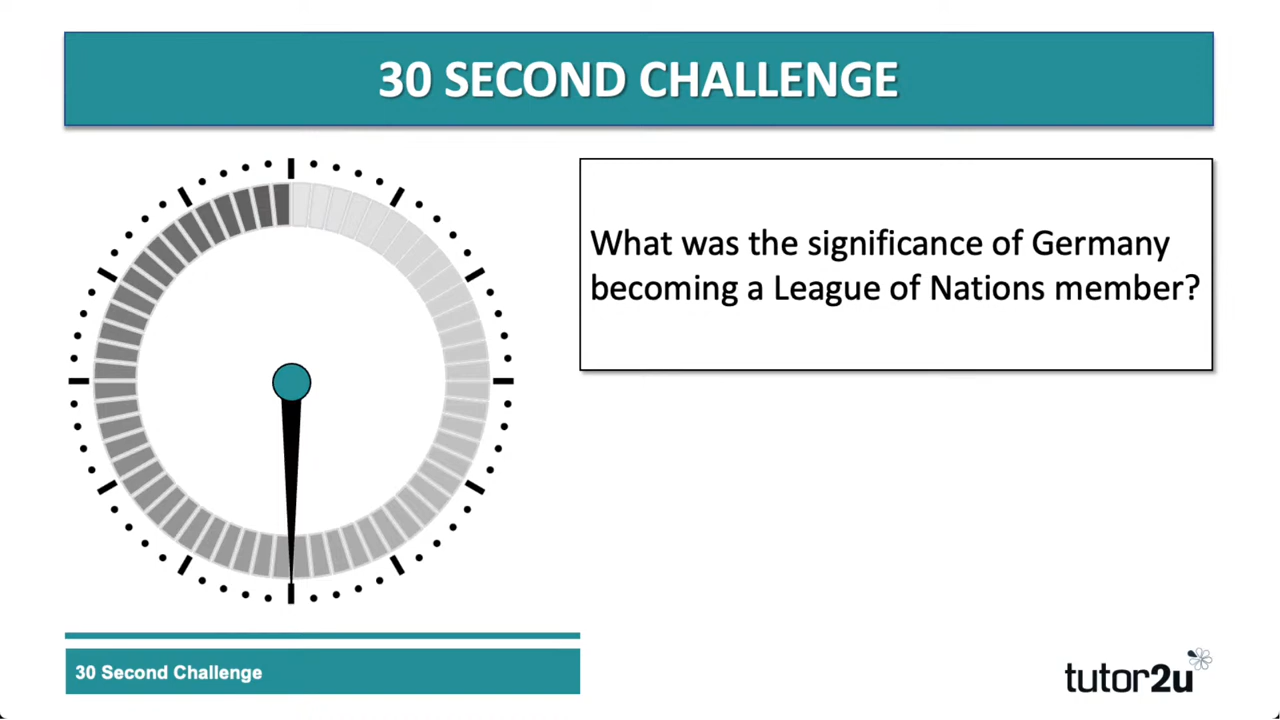 30 SECOND CHALLENGE
What was the significance of Germany
becoming a League of Nations member?
30 Second Challenge
tutor2u